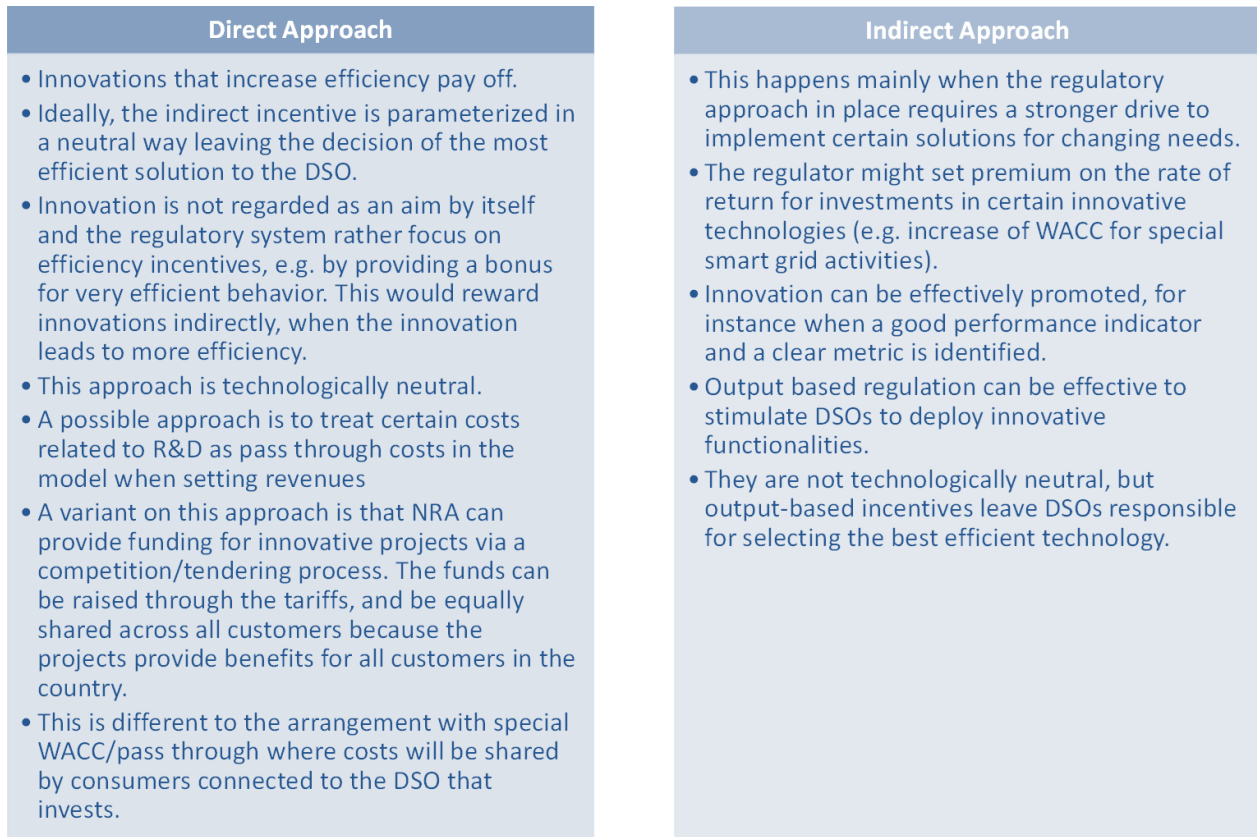 Direct Approach
• Innovations that increase efficiency pay off.
• Ideally, the indirect incentive is parameterized in
a neutral way leaving the decision of the most
efficient solution to the DSO.
• Innovation is not regarded as an aim by itself
and the regulatory system rather focus on
efficiency incentives, e.g. by providing a bonus
for very efficient behavior. This would reward
innovations indirectly, when the innovation
leads to more efficiency.
• This approach is technologically neutral.
• A possible approach is to treat certain costs
related to R&D as pass through costs in the
model when setting revenues
• A variant on this approach is that NRA can
provide funding for innovative projects via a
competition/tendering process. The funds can
be raised through the tariffs, and be equally
shared across all customers because the
projects provide benefits for all customers in the
country.
• This is different to the arrangement with special
WACC/pass through where costs will be shared
by consumers connected to the DSO that
invests.
Indirect Approach
• This happens mainly when the regulatory
approach in place requires a stronger drive to
implement certain solutions for changing needs.
• The regulator might set premium on the rate of
return for investments in certain innovative
technologies (e.g. increase of WACC for special
smart grid activities).
• Innovation can be effectively promoted, for
instance when a good performance indicator
and a clear metric is identified.
• Output based regulation can be effective to
stimulate DSOs to deploy innovative
functionalities.
• They are not technologically neutral, but
output-based incentives leave DSOs responsible
for selecting the best efficient technology.